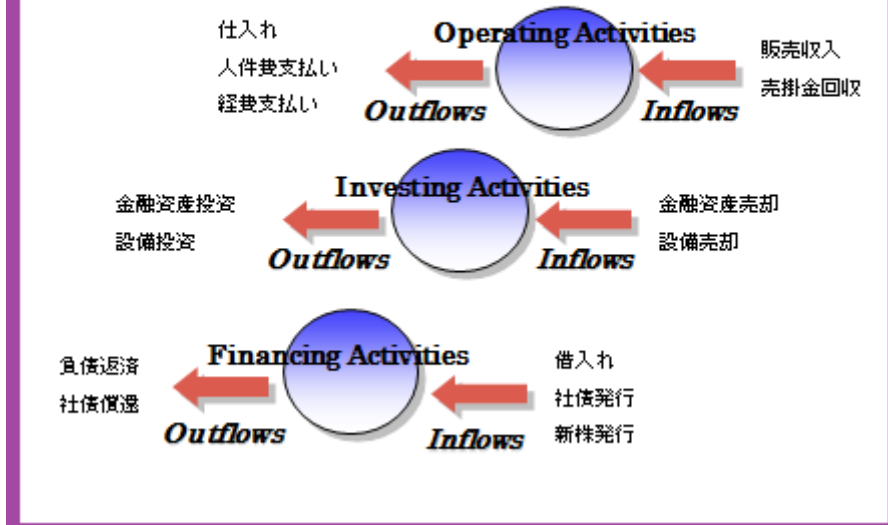 仕入れ
人件費支払い
経費支払い
Operating Activities
Outflows
Inflows
販売収入
売掛金回収
金融資産投資
設備投資
Investing Activities
Outflows
Inflows
金融資産売却
設備売却
負債返済
社債償還
Financing Activities
Outflows
Inflows
借入れ
社債発行
新株発行